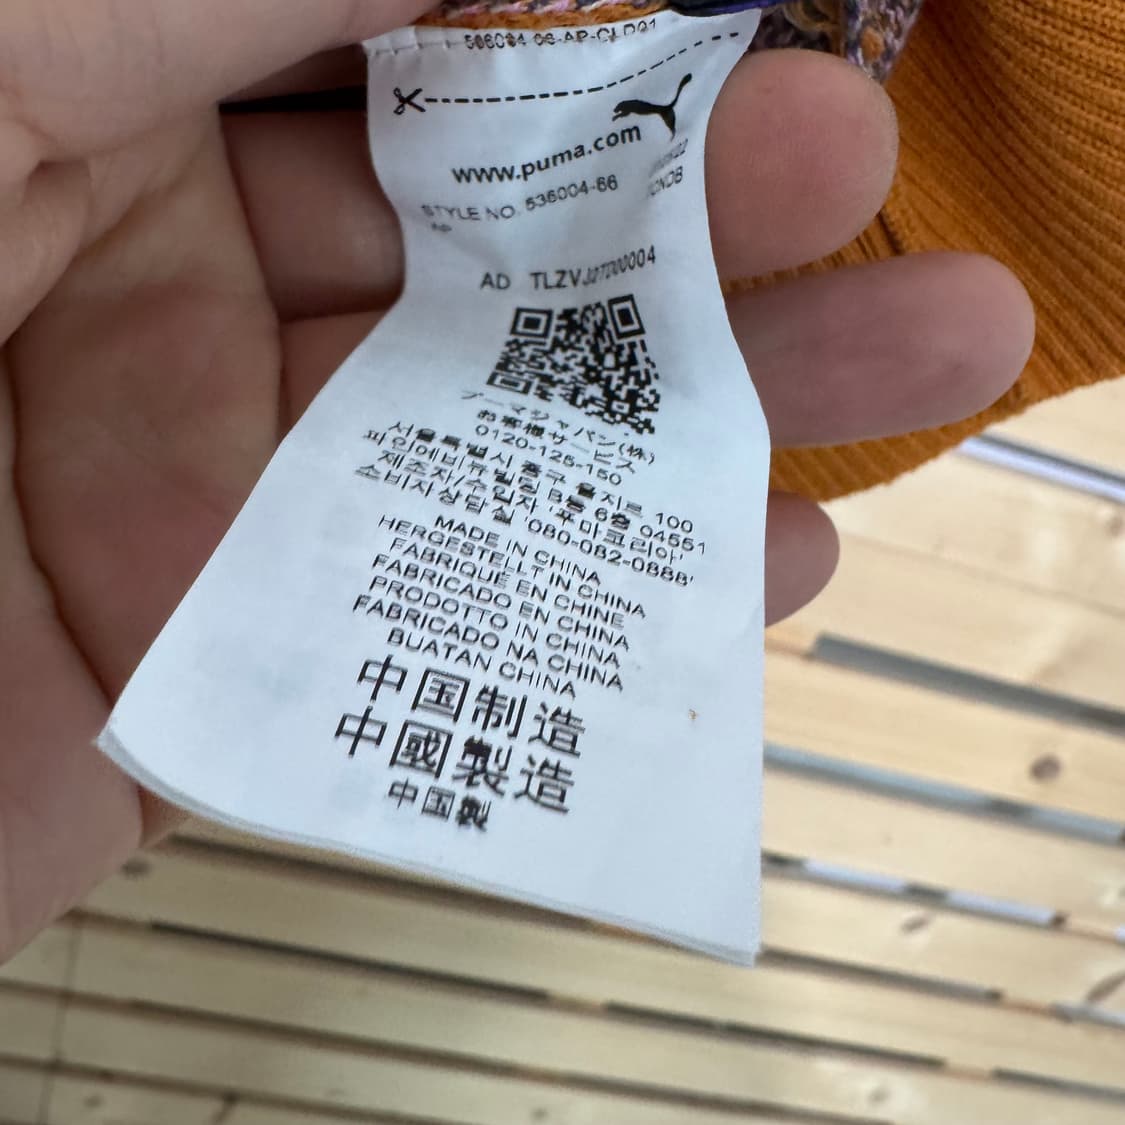 www.puma.com
STYLE NO. 536004-66
AP
AD
プーマジャパン(株)
お客様サービス
0120-125-150
서울특별시 중구 을지로 100
파인에비뉴빌딩 B동 6층 04551
제조자/수입자 '푸마코리아'
소비자상담실 '080-082-0888'
MADE IN CHINA
HERGESTELLT IN CHINA
FABRIQUÉ EN CHINE
FABRICADO EN CHINA
PRODOTTO IN CHINA
FABRICADO NA CHINA
BUATAN CHINA
中国制造
中國製造
中国製